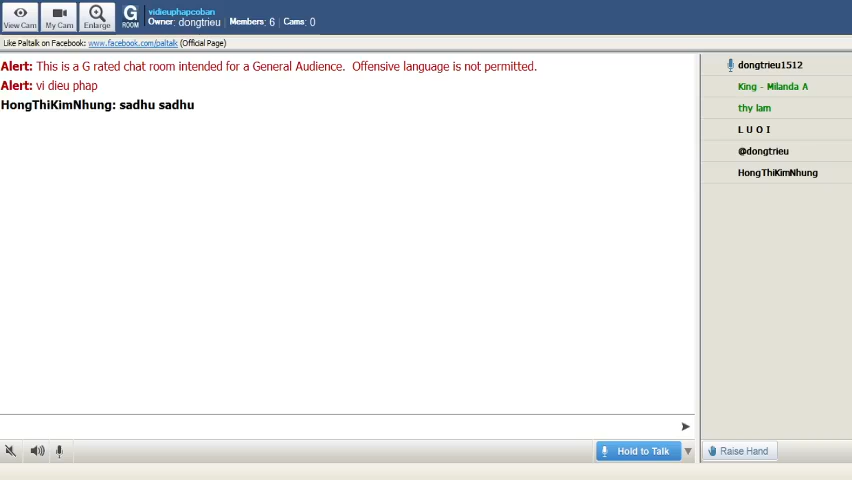 View Cam
My Cam
Enlarge
G
ROOM
vidieuphapcoban
Owner: dongtrieu Members: 6 Cams: 0
Like Paltalk on Facebook: www.facebook.com/paltalk (Official Page)
Alert: This is a G rated chat room intended for a General Audience. Offensive language is not permitted.
Alert: vi dieu phap
HongThiKimNhung: sadhu sadhu
dongtrieu1512
King - Milanda A
thy lam
L U O I
@dongtrieu
HongThiKimNhung
Hold to Talk
Raise Hand